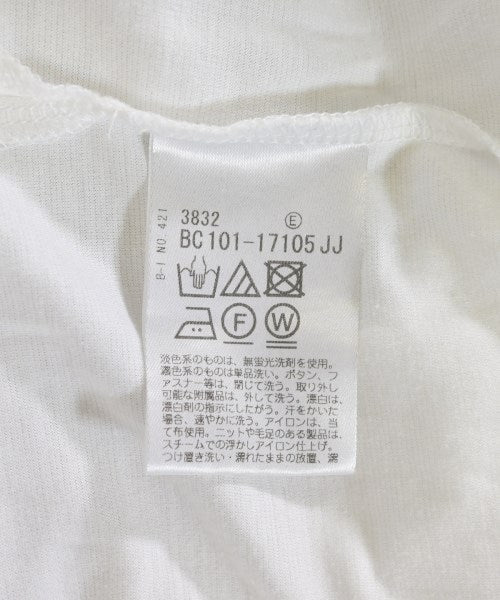 B-I NO.421
3832 E
BC101-17105JJ
F W
淡色系のものは、無蛍光洗剤を使用。
濃色系のものは単品洗い。ボタン、フ
ァスナー等は、閉じて洗う。取り外し
可能な附属品は、外して洗う。漂白は、
漂白剤の指示にしたがう。汗をかいた
場合、速やかに洗う。アイロンは、当
て布使用。ニットや毛足のある製品は、
スチームでの浮かしアイロン仕上げ。
つけ置き洗い・濡れたままの放置、濡